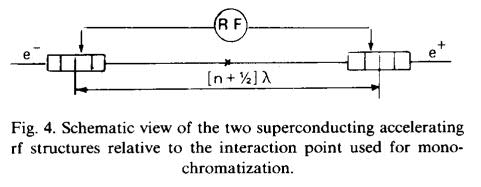 RF
e⁻ e⁺
[n + ½] λ
Fig. 4. Schematic view of the two superconducting accelerating
rf structures relative to the interaction point used for mono-
chromatization.